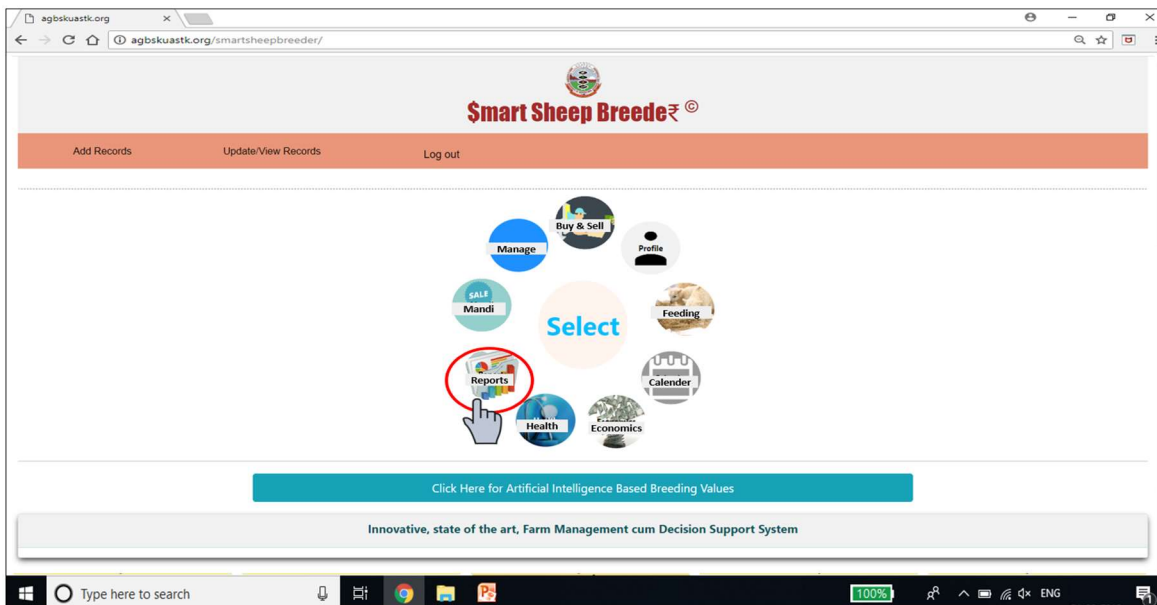 agbskuastk.org
agbskuastk.org/smartsheepbreeder/
$mart Sheep Breede₹ ©
Add Records Update/View Records Log out
Buy & Sell
Manage
Profile
SALE
Mandi
Feeding
Select
Reports
Calender
Health
Economics
Click Here for Artificial Intelligence Based Breeding Values
Innovative, state of the art, Farm Management cum Decision Support System
Type here to search
100%
ENG
1